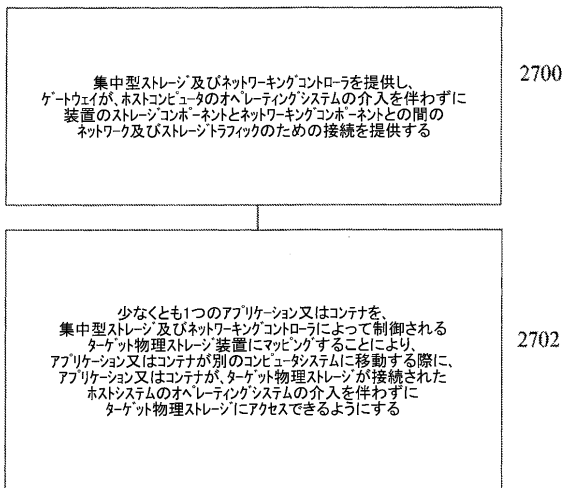 集中型ストレージ及びネットワーキングコントローラを提供し、
ゲートウェイが、ホストコンピュータのオペレーティングシステムの介入を伴わずに
装置のストレージコンポーネントとネットワーキングコンポーネントとの間の
ネットワーク及びストレージトラフィックのための接続を提供する
2700
少なくとも1つのアプリケーション又はコンテナを、
集中型ストレージ及びネットワーキングコントローラによって制御される
ターゲット物理ストレージ装置にマッピングすることにより、
アプリケーション又はコンテナが別のコンピュータシステムに移動する際に、
アプリケーション又はコンテナが、ターゲット物理ストレージが接続された
ホストシステムのオペレーティングシステムの介入を伴わずに
ターゲット物理ストレージにアクセスできるようにする
2702